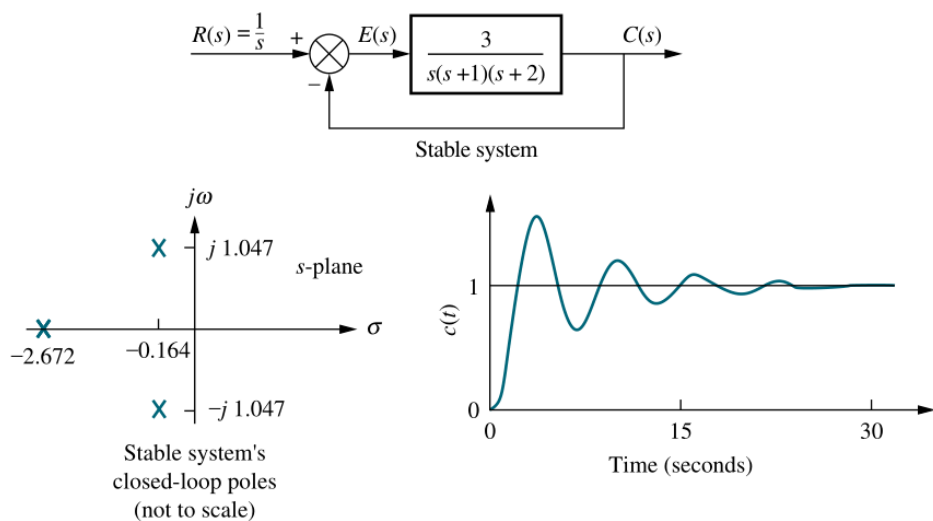 R(s) = 1/s
+
−
E(s)
3
s(s+1)(s+2)
C(s)
Stable system
jω
j 1.047
s-plane
σ
−2.672
−0.164
−j 1.047
Stable system's
closed-loop poles
(not to scale)
c(t)
1
0
0
15
30
Time (seconds)